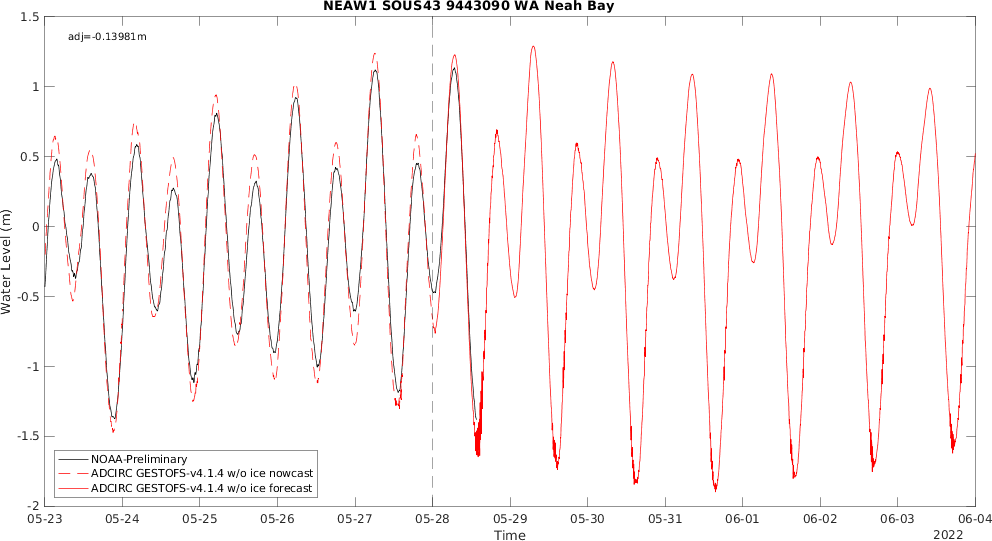 NEAW1 SOUS43 9443090 WA Neah Bay
adj=-0.13981m
1.5
1
0.5
0
-0.5
-1
-1.5
-2
Water Level (m)
NOAA-Preliminary
ADCIRC GESTOFS-v4.1.4 w/o ice nowcast
ADCIRC GESTOFS-v4.1.4 w/o ice forecast
05-23 05-24 05-25 05-26 05-27 05-28 05-29 05-30 05-31 06-01 06-02 06-03 06-04
Time
2022